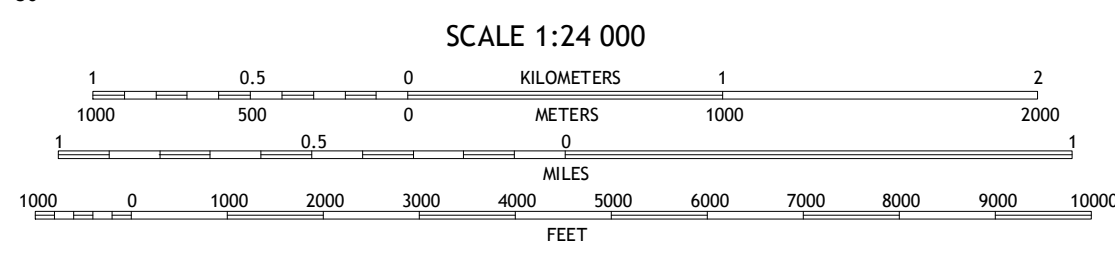 SCALE 1:24 000
1 0.5 0 KILOMETERS 1 2
1000 500 0 METERS 1000 2000
1 0.5 0 1
MILES
1000 0 1000 2000 3000 4000 5000 6000 7000 8000 9000 10000
FEET